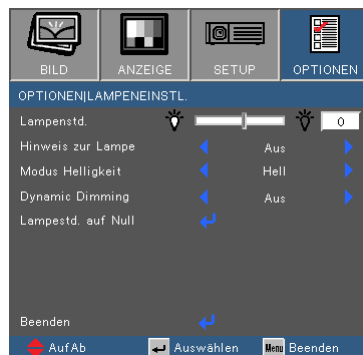 BILD ANZEIGE SETUP OPTIONEN
OPTIONEN|LAMPENEINSTL.
Lampenstd. 0
Hinweis zur Lampe Aus
Modus Helligkeit Hell
Dynamic Dimming Aus
Lampestd. auf Null
Beenden
AufAb Auswählen Menu Beenden